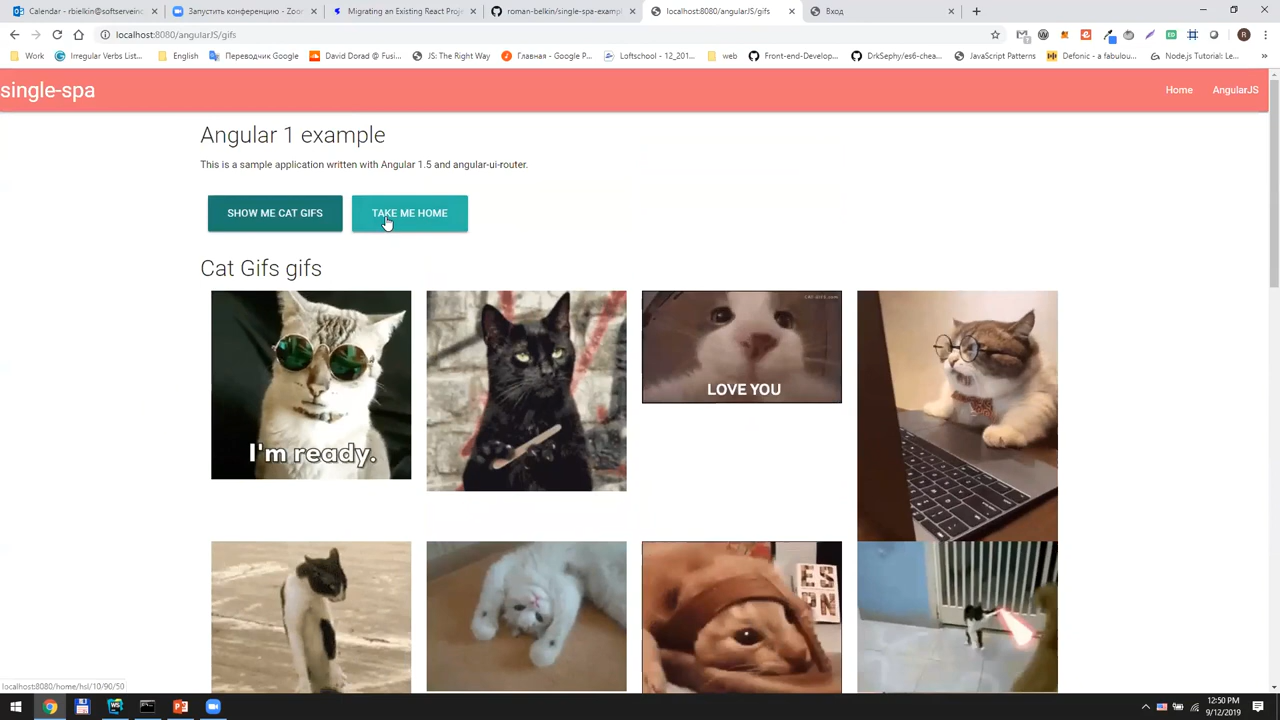 Calendar - rbielkin@softserveinc
Запустить конференцию - Zoom
Migrating an Existing React Proje
roman-belkin/single-spa-exampl
localhost:8080/angularJS/gifs
Вход
localhost:8080/angularJS/gifs
Work
Irregular Verbs List...
English
Переводчик Google
David Dorad @ Fusi...
JS: The Right Way
Главная - Google Р...
Loftschool - 12_201...
web
Front-end-Develop...
DrkSephy/es6-chea...
JavaScript Patterns
Defonic - a fabulou...
Node.js Tutorial: Le...
single-spa
Home
AngularJS
Angular 1 example
This is a sample application written with Angular 1.5 and angular-ui-router.
SHOW ME CAT GIFS
TAKE ME HOME
Cat Gifs gifs
I'm ready.
LOVE YOU
localhost:8080/home/hsl/10/90/50
12:50 PM
9/12/2019